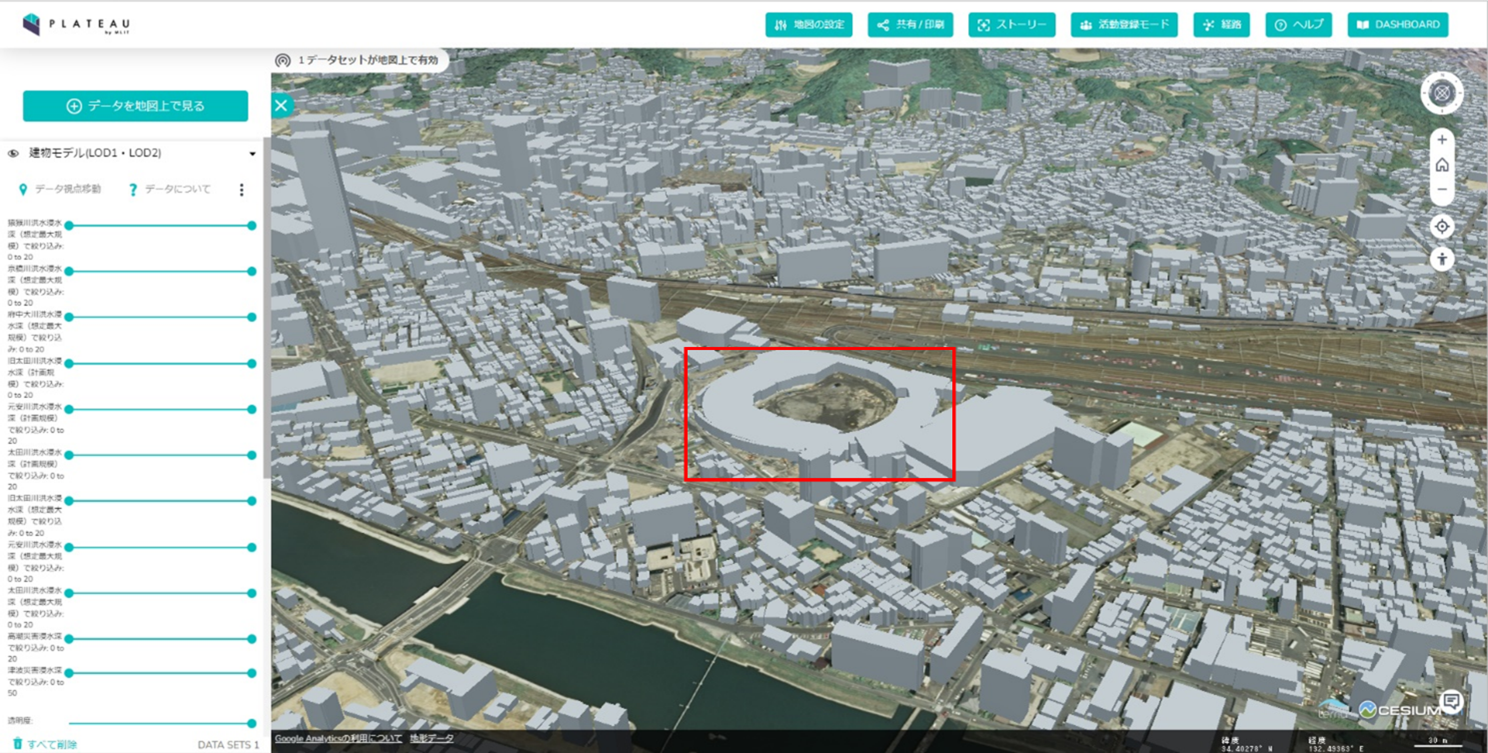 PLATEAU
by MLIT
地図の設定
共有/印刷
ストーリー
活動登録モード
経路
ヘルプ
DASHBOARD
1データセットが地図上で有効
データを地図上で見る
建物モデル(LOD1・LOD2)
データ視点移動
データについて
猿猴川洪水浸水
深（想定最大規
模）で絞り込み:
0 to 20
京橋川洪水浸水
深（想定最大規
模）で絞り込み:
0 to 20
府中大川洪水浸
水深（想定最大
規模）で絞り込
み: 0 to 20
旧太田川洪水浸
水深（計画規
模）で絞り込み:
0 to 20
元安川洪水浸水
深（計画規模）
で絞り込み: 0 to
20
太田川洪水浸水
深（計画規模）
で絞り込み: 0 to
20
旧太田川洪水浸
水深（想定最大
規模）で絞り込
み: 0 to 20
元安川洪水浸水
深（想定最大規
模）で絞り込み:
0 to 20
太田川洪水浸水
深（想定最大規
模）で絞り込み:
0 to 20
高潮災害浸水深
で絞り込み: 0 to
20
津波災害浸水深
で絞り込み: 0 to
50
透明度:
すべて削除
DATA SETS 1
Google Analyticsの利用について
地形データ
CESIUM
緯度
34.40278° N
経度
132.49363° E
30 m